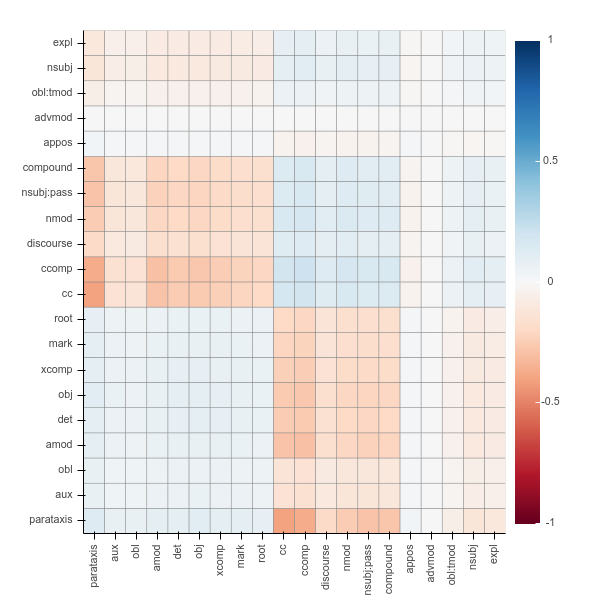 expl
nsubj
obl:tmod
advmod
appos
compound
nsubj:pass
nmod
discourse
ccomp
cc
root
mark
xcomp
obj
det
amod
obl
aux
parataxis
parataxis
aux
obl
amod
det
obj
xcomp
mark
root
cc
ccomp
discourse
nmod
nsubj:pass
compound
appos
advmod
obl:tmod
nsubj
expl
1
0.5
0
-0.5
-1